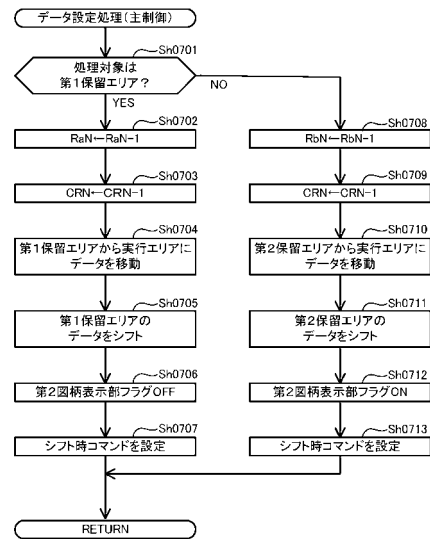 データ設定処理(主制御)
Sh0701
処理対象は
第1保留エリア?
YES
NO
Sh0702
RaN←RaN-1
Sh0703
CRN←CRN-1
Sh0704
第1保留エリアから実行エリアに
データを移動
Sh0705
第1保留エリアの
データをシフト
Sh0706
第2図柄表示部フラグOFF
Sh0707
シフト時コマンドを設定
Sh0708
RbN←RbN-1
Sh0709
CRN←CRN-1
Sh0710
第2保留エリアから実行エリアに
データを移動
Sh0711
第2保留エリアの
データをシフト
Sh0712
第2図柄表示部フラグON
Sh0713
シフト時コマンドを設定
RETURN